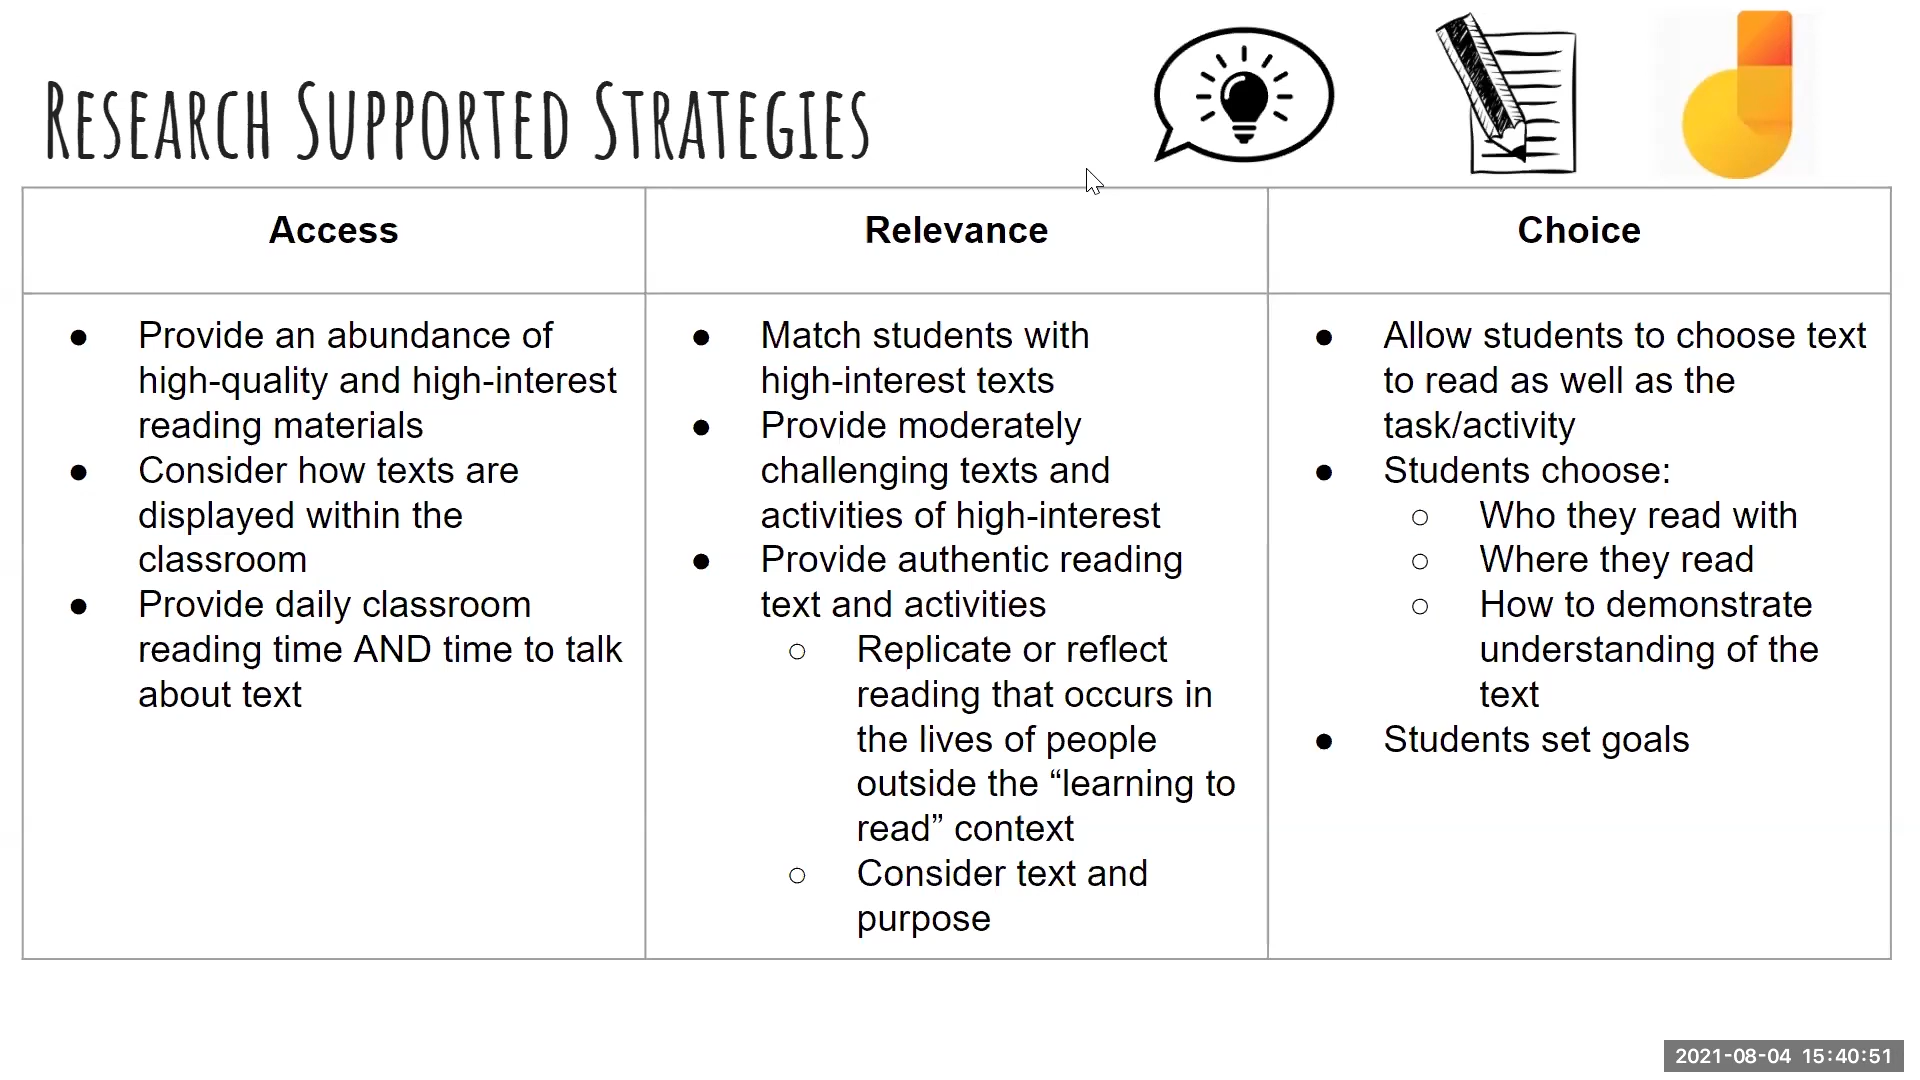 Research Supported Strategies
Access
Relevance
Choice
● Provide an abundance of
high-quality and high-interest
reading materials
● Consider how texts are
displayed within the
classroom
● Provide daily classroom
reading time AND time to talk
about text
● Match students with
high-interest texts
● Provide moderately
challenging texts and
activities of high-interest
● Provide authentic reading
text and activities
○ Replicate or reflect
reading that occurs in
the lives of people
outside the “learning to
read” context
○ Consider text and
purpose
● Allow students to choose text
to read as well as the
task/activity
● Students choose:
○ Who they read with
○ Where they read
○ How to demonstrate
understanding of the
text
● Students set goals
2021-08-04 15:40:51